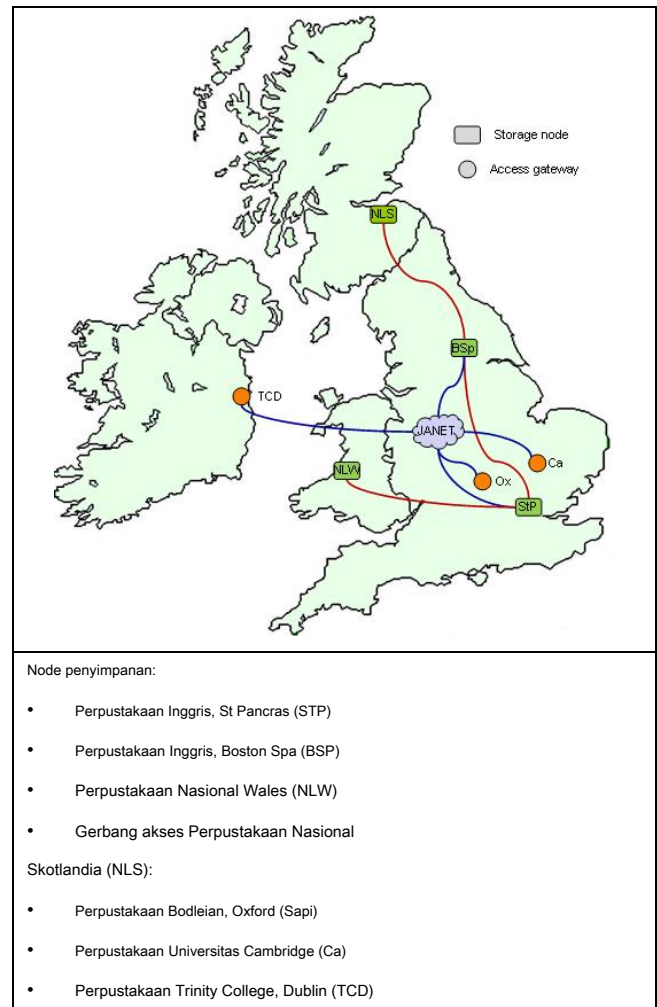 Storage node
Access gateway
NLS
BSp
TCD
JANET
Ca
NLW
Ox
StP
Node penyimpanan:
• Perpustakaan Inggris, St Pancras (STP)
• Perpustakaan Inggris, Boston Spa (BSP)
• Perpustakaan Nasional Wales (NLW)
• Gerbang akses Perpustakaan Nasional
Skotlandia (NLS):
• Perpustakaan Bodleian, Oxford (Sapi)
• Perpustakaan Universitas Cambridge (Ca)
• Perpustakaan Trinity College, Dublin (TCD)